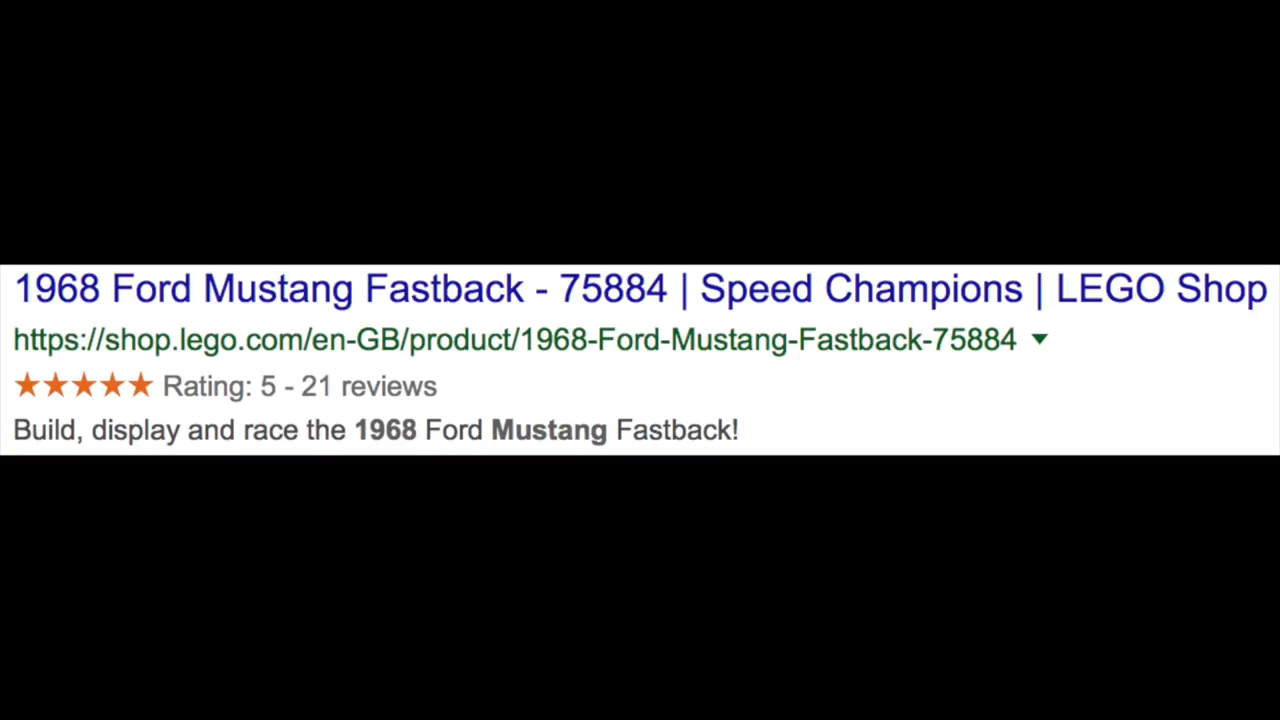 1968 Ford Mustang Fastback - 75884 | Speed Champions | LEGO Shop
https://shop.lego.com/en-GB/product/1968-Ford-Mustang-Fastback-75884
Rating: 5 - 21 reviews
Build, display and race the 1968 Ford Mustang Fastback!